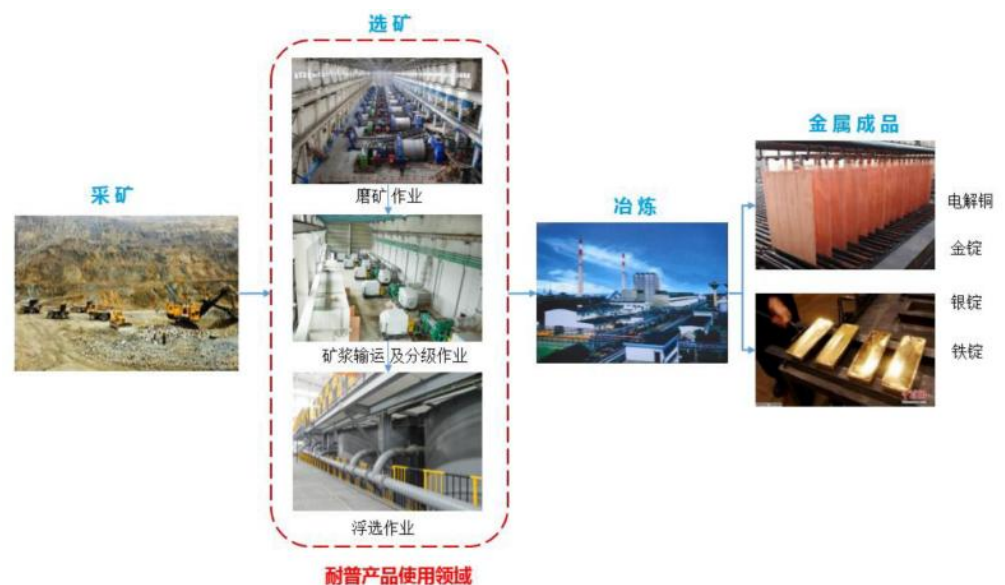 选矿
磨矿作业
矿浆输运及分级作业
浮选作业
耐普产品使用领域
采矿
冶炼
金属成品
电解铜
金锭
银锭
铁锭